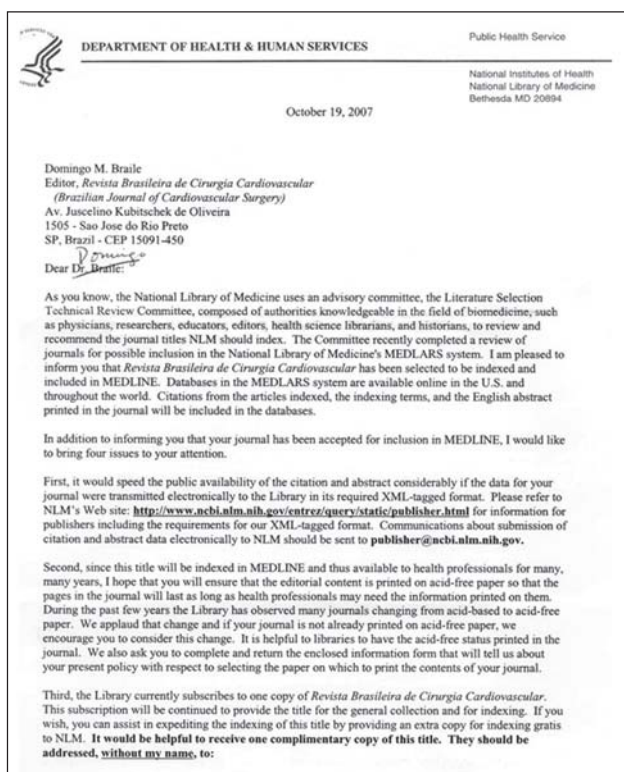 DEPARTMENT OF HEALTH & HUMAN SERVICES
Public Health Service
National Institutes of Health
National Library of Medicine
Bethesda MD 20894
October 19, 2007
Domingo M. Braile
Editor, Revista Brasileira de Cirurgia Cardiovascular
(Brazilian Journal of Cardiovascular Surgery)
Av. Juscelino Kubitschek de Oliveira
1505 - Sao Jose do Rio Preto
SP, Brazil - CEP 15091-450
Domingo
Dear Dr. Braile:
As you know, the National Library of Medicine uses an advisory committee, the Literature Selection
Technical Review Committee, composed of authorities knowledgeable in the field of biomedicine, such
as physicians, researchers, educators, editors, health science librarians, and historians, to review and
recommend the journal titles NLM should index. The Committee recently completed a review of
journals for possible inclusion in the National Library of Medicine's MEDLARS system. I am pleased to
inform you that Revista Brasileira de Cirurgia Cardiovascular has been selected to be indexed and
included in MEDLINE. Databases in the MEDLARS system are available online in the U.S. and
throughout the world. Citations from the articles indexed, the indexing terms, and the English abstract
printed in the journal will be included in the databases.
In addition to informing you that your journal has been accepted for inclusion in MEDLINE, I would like
to bring four issues to your attention.
First, it would speed the public availability of the citation and abstract considerably if the data for your
journal were transmitted electronically to the Library in its required XML-tagged format. Please refer to
NLM's Web site: http://www.ncbi.nlm.nih.gov/entrez/query/static/publisher.html for information for
publishers including the requirements for our XML-tagged format. Communications about submission of
citation and abstract data electronically to NLM should be sent to publisher@ncbi.nlm.nih.gov.
Second, since this title will be indexed in MEDLINE and thus available to health professionals for many,
many years, I hope that you will ensure that the editorial content is printed on acid-free paper so that the
pages in the journal will last as long as health professionals may need the information printed on them.
During the past few years the Library has observed many journals changing from acid-based to acid-free
paper. We applaud that change and if your journal is not already printed on acid-free paper, we
encourage you to consider this change. It is helpful to libraries to have the acid-free status printed in the
journal. We also ask you to complete and return the enclosed information form that will tell us about
your present policy with respect to selecting the paper on which to print the contents of your journal.
Third, the Library currently subscribes to one copy of Revista Brasileira de Cirurgia Cardiovascular.
This subscription will be continued to provide the title for the general collection and for indexing. If you
wish, you can assist in expediting the indexing of this title by providing an extra copy for indexing gratis
to NLM. It would be helpful to receive one complimentary copy of this title. They should be
addressed, without my name, to: